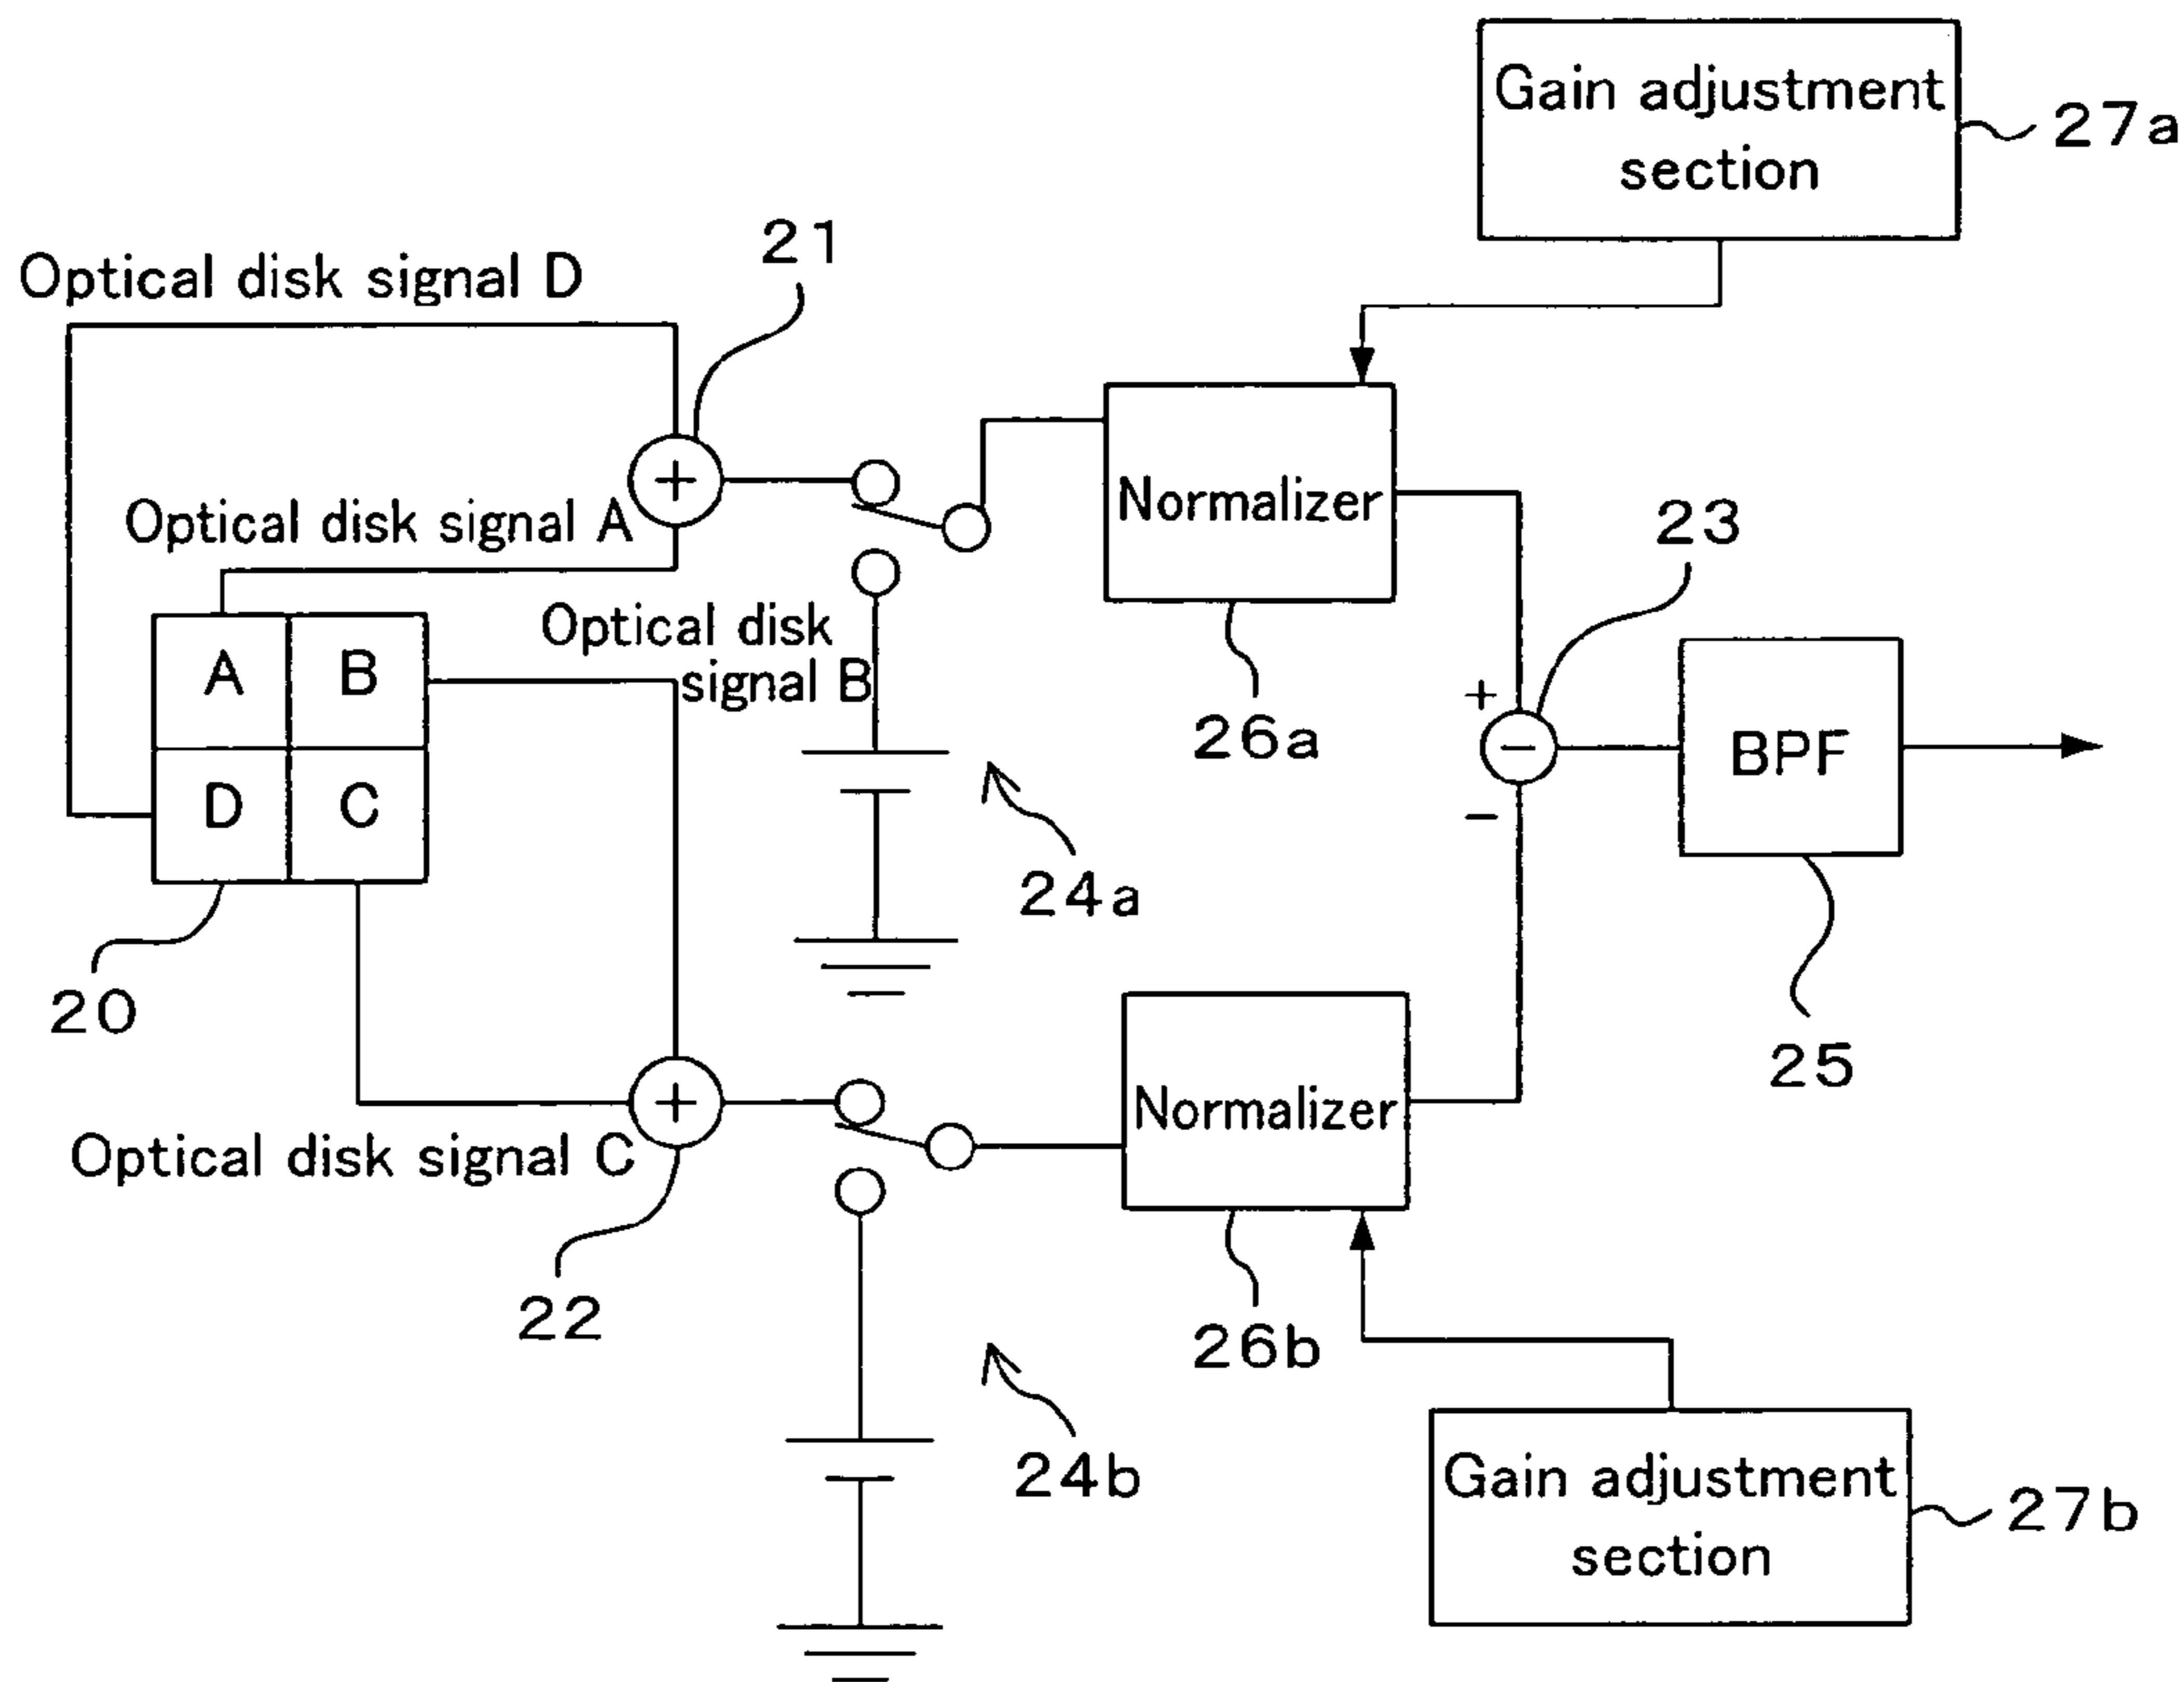 Gain adjustment
section
27a
21
Optical disk signal D
+
Optical disk signal A
Normalizer
23
Optical disk
signal B
A B
D C
26a
+
−
−
BPF
24a
20
25
+
Normalizer
Optical disk signal C
22
26b
24b
Gain adjustment
section
27b